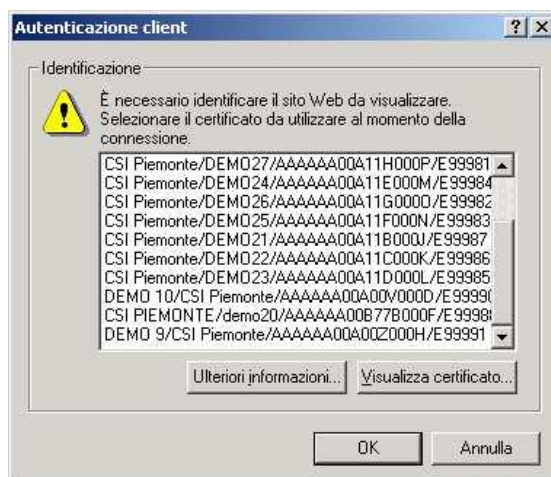 Autenticazione client
Identificazione
È necessario identificare il sito Web da visualizzare.
Selezionare il certificato da utilizzare al momento della
connessione.
CSI Piemonte/DEMO27/AAAAAA00A11H000P/E99981
CSI Piemonte/DEMO24/AAAAAA00A11E000M/E99984
CSI Piemonte/DEMO26/AAAAAA00A11G000O/E99982
CSI Piemonte/DEMO25/AAAAAA00A11F000N/E99983
CSI Piemonte/DEMO21/AAAAAA00A11B000J/E99987
CSI Piemonte/DEMO22/AAAAAA00A11C000K/E99986
CSI Piemonte/DEMO23/AAAAAA00A11D000L/E99985
DEMO 10/CSI Piemonte/AAAAAA00A00V000D/E9999(
CSI PIEMONTE/demo20/AAAAAA00B77B000F/E9998
DEMO 9/CSI Piemonte/AAAAAA00A00Z000H/E99991
Ulteriori informazioni... Visualizza certificato...
OK Annulla